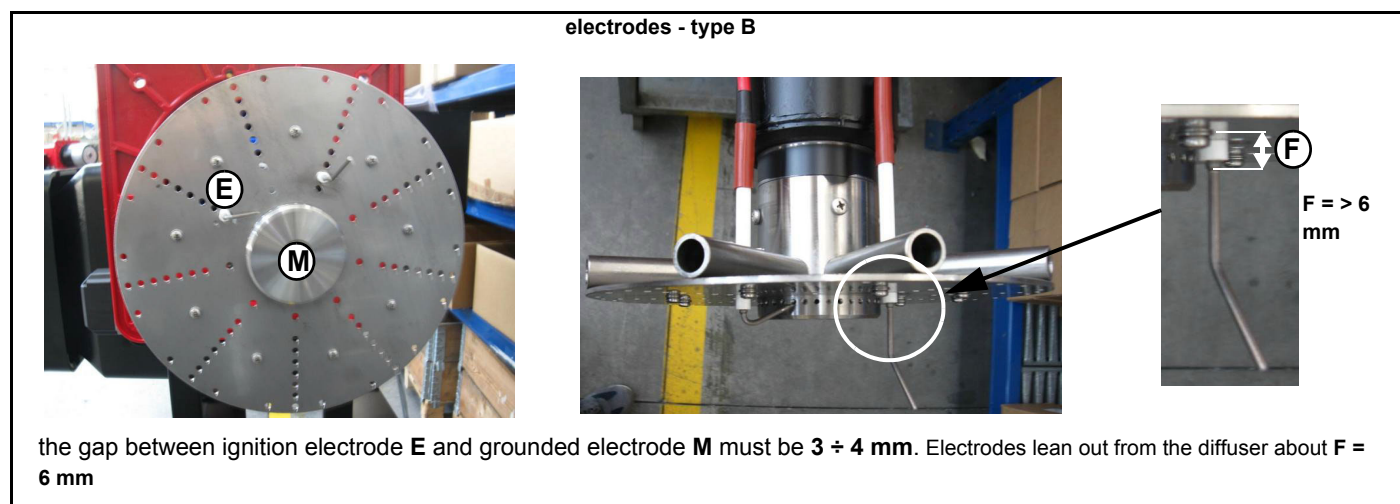 electrodes - type B
E
M
F
F = > 6
mm
the gap between ignition electrode E and grounded electrode M must be 3 ÷ 4 mm. Electrodes lean out from the diffuser about F =
6 mm